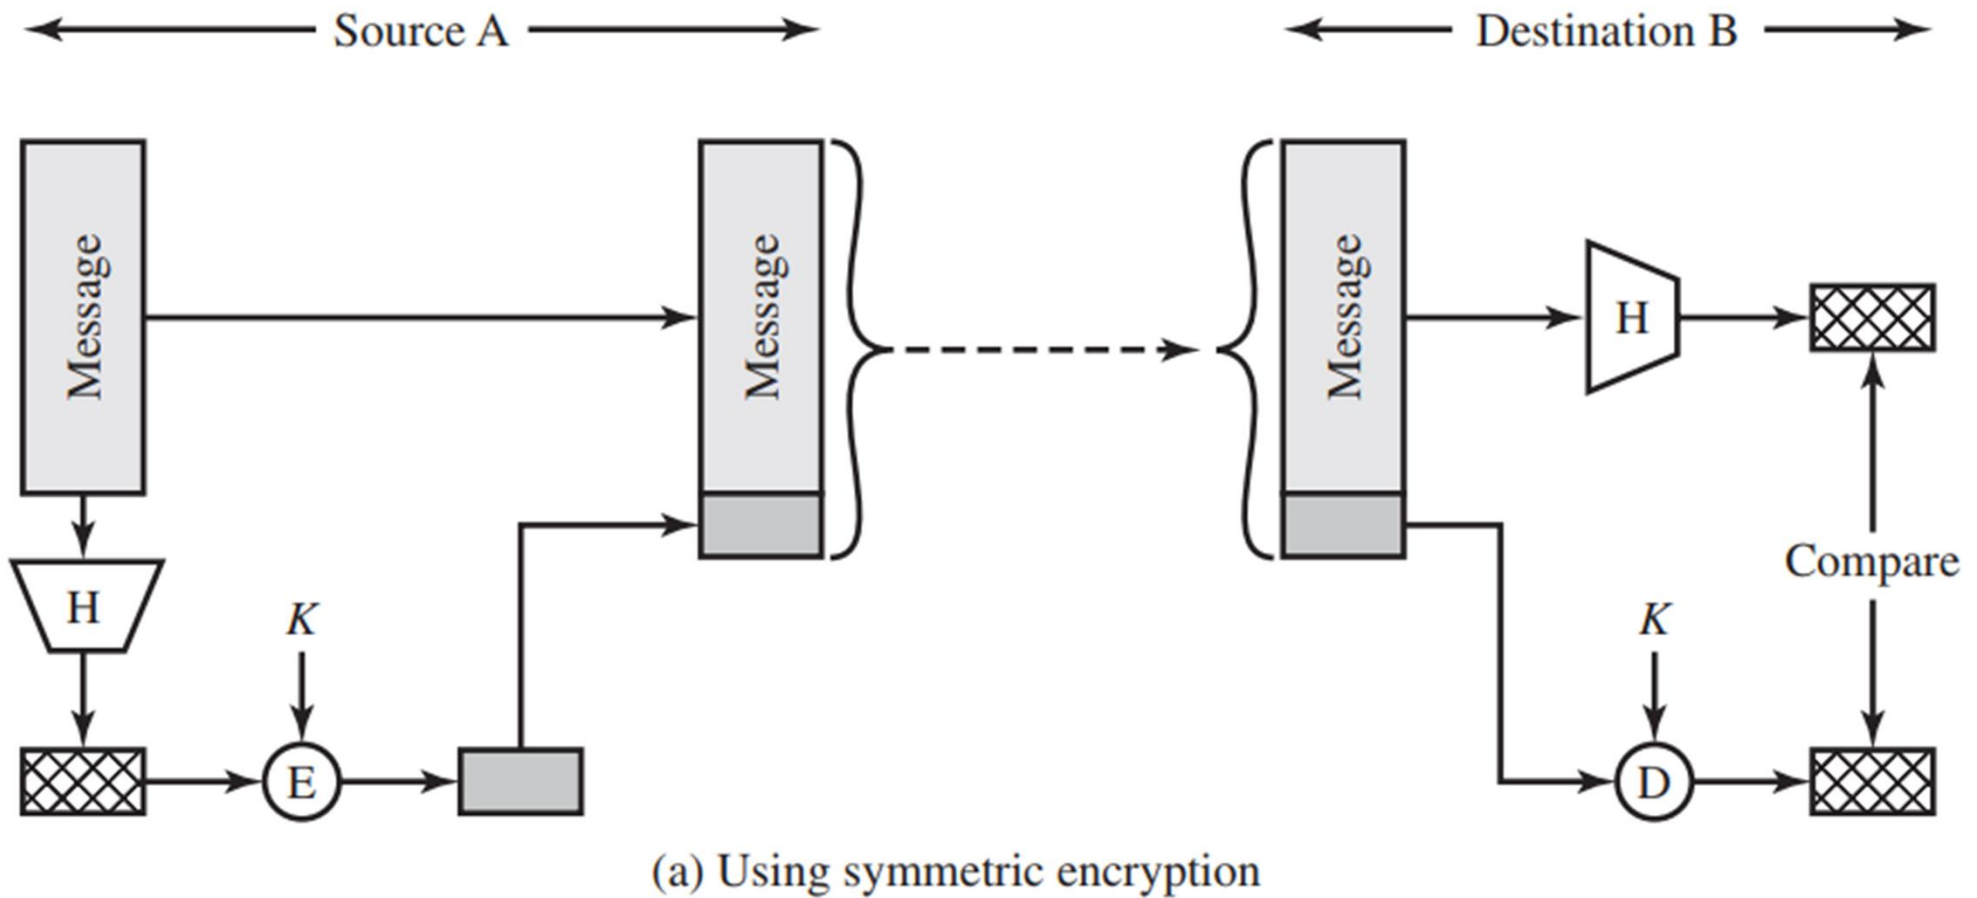 Source A
Destination B
Message
Message
Message
H
H
Compare
K
K
E
D
(a) Using symmetric encryption